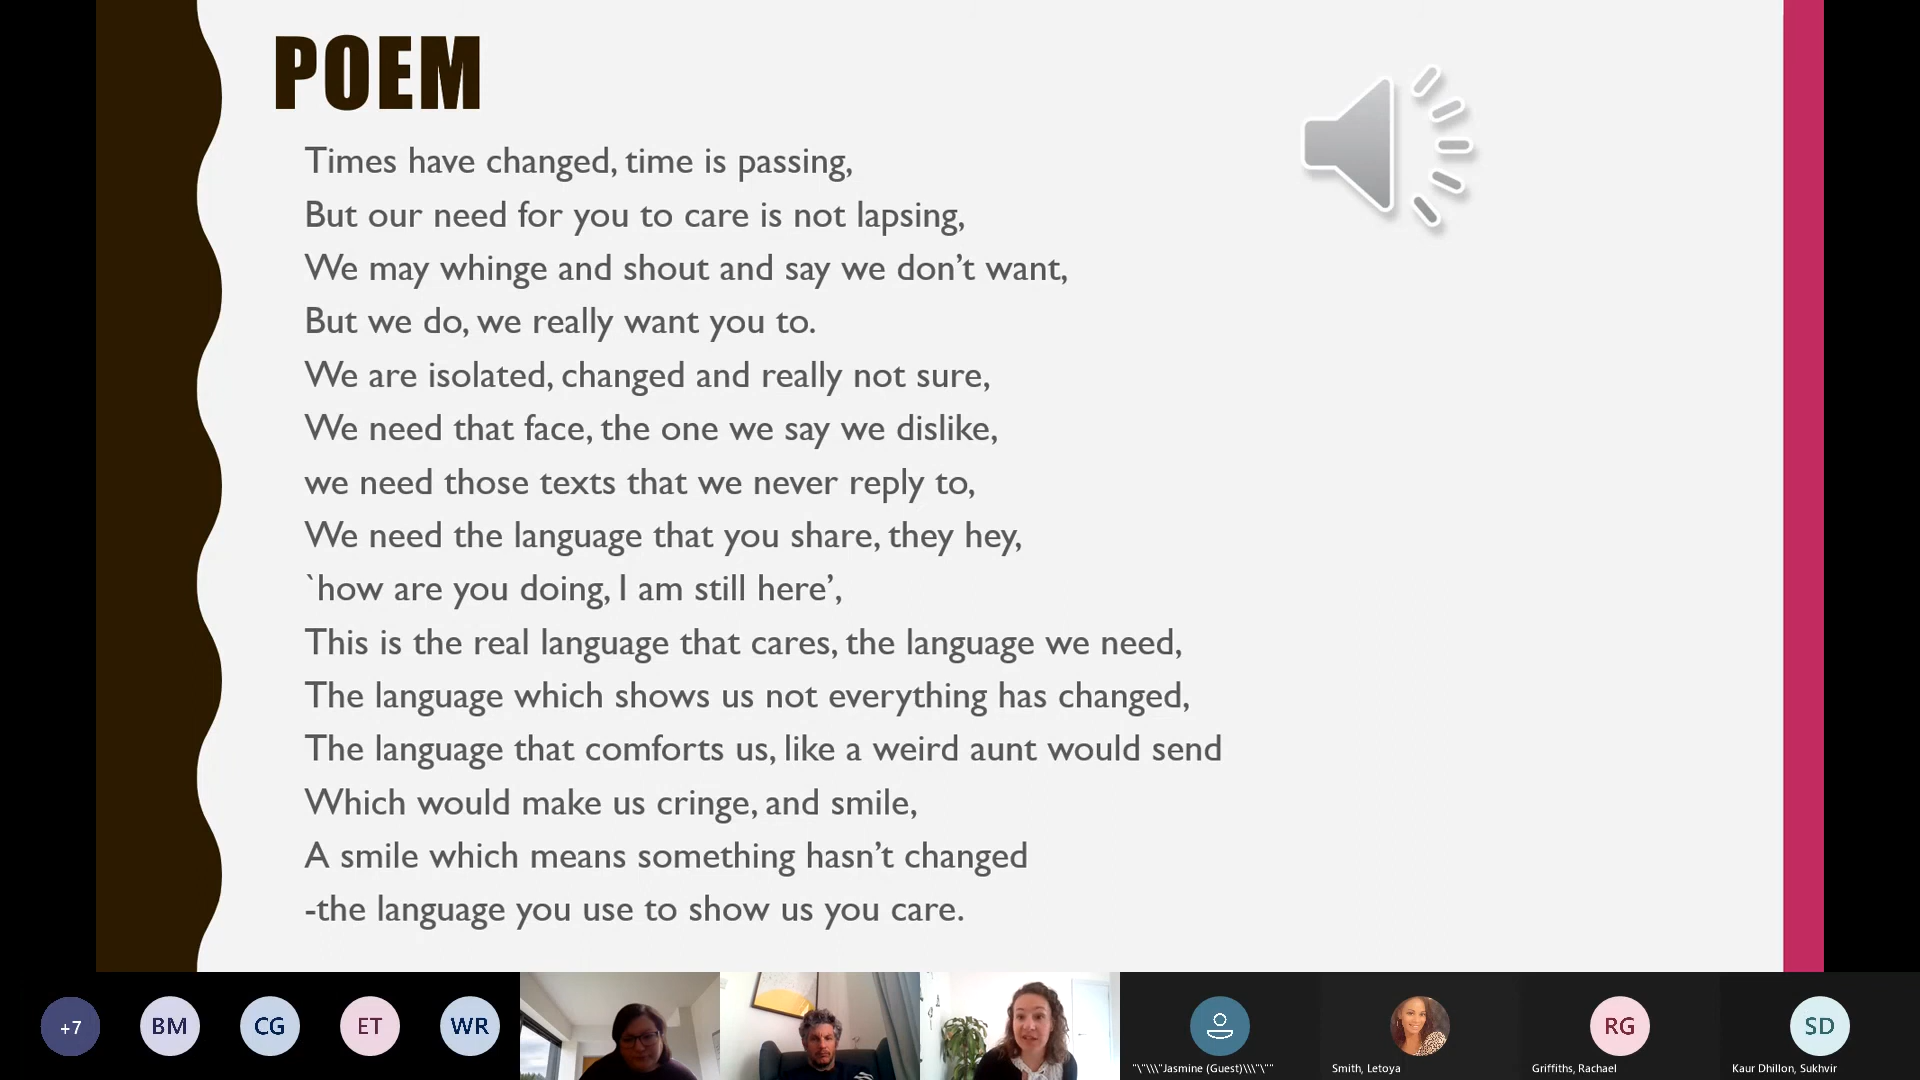 POEM
Times have changed, time is passing,
But our need for you to care is not lapsing,
We may whinge and shout and say we don’t want,
But we do, we really want you to.
We are isolated, changed and really not sure,
We need that face, the one we say we dislike,
we need those texts that we never reply to,
We need the language that you share, they hey,
`how are you doing, I am still here’,
This is the real language that cares, the language we need,
The language which shows us not everything has changed,
The language that comforts us, like a weird aunt would send
Which would make us cringe, and smile,
A smile which means something hasn’t changed
-the language you use to show us you care.
+7
BM
CG
ET
WR
RG
SD
"\"\\\"Jasmine (Guest)\\\"\""
Smith, Letoya
Griffiths, Rachael
Kaur Dhillon, Sukhvir